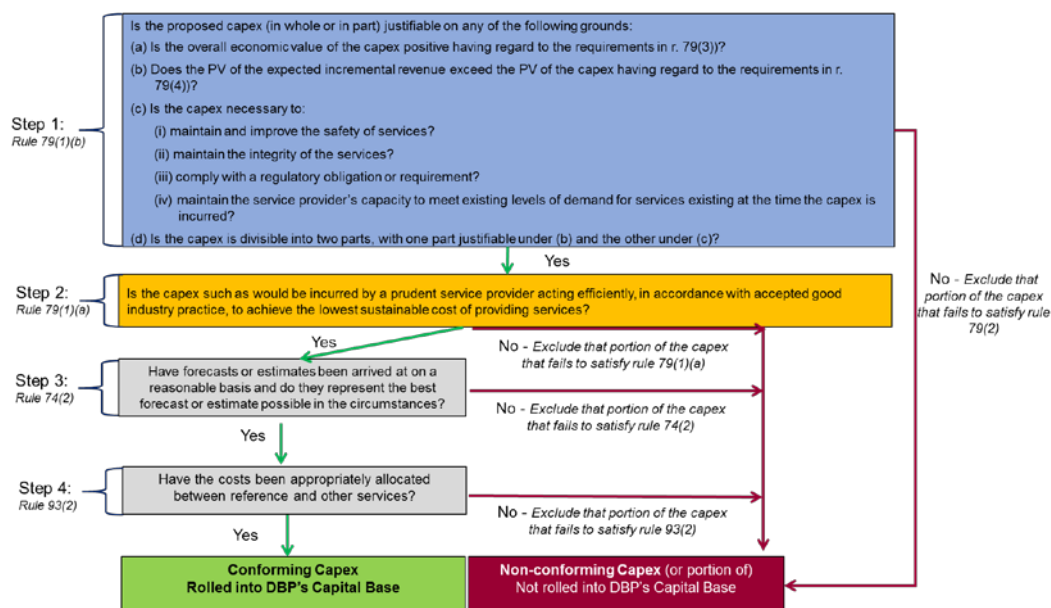 Is the proposed capex (in whole or in part) justifiable on any of the following grounds:
(a) Is the overall economic value of the capex positive having regard to the requirements in r. 79(3))?
(b) Does the PV of the expected incremental revenue exceed the PV of the capex having regard to the requirements in r.
79(4))?
(c) Is the capex necessary to:
(i) maintain and improve the safety of services?
(ii) maintain the integrity of the services?
(iii) comply with a regulatory obligation or requirement?
(iv) maintain the service provider's capacity to meet existing levels of demand for services existing at the time the capex is
incurred?
(d) Is the capex is divisible into two parts, with one part justifiable under (b) and the other under (c)?
Step 1:
Rule 79(1)(b)
Yes
No - Exclude that
portion of the capex
that fails to satisfy rule
79(2)
Step 2:
Rule 79(1)(a)
Is the capex such as would be incurred by a prudent service provider acting efficiently, in accordance with accepted good
industry practice, to achieve the lowest sustainable cost of providing services?
Yes
No - Exclude that portion of the capex
that fails to satisfy rule 79(1)(a)
Step 3:
Rule 74(2)
Have forecasts or estimates been arrived at on a
reasonable basis and do they represent the best
forecast or estimate possible in the circumstances?
No - Exclude that portion of the capex
that fails to satisfy rule 74(2)
Yes
Step 4:
Rule 93(2)
Have the costs been appropriately allocated
between reference and other services?
No - Exclude that portion of the capex
that fails to satisfy rule 93(2)
Yes
Conforming Capex
Rolled into DBP's Capital Base
Non-conforming Capex (or portion of)
Not rolled into DBP's Capital Base